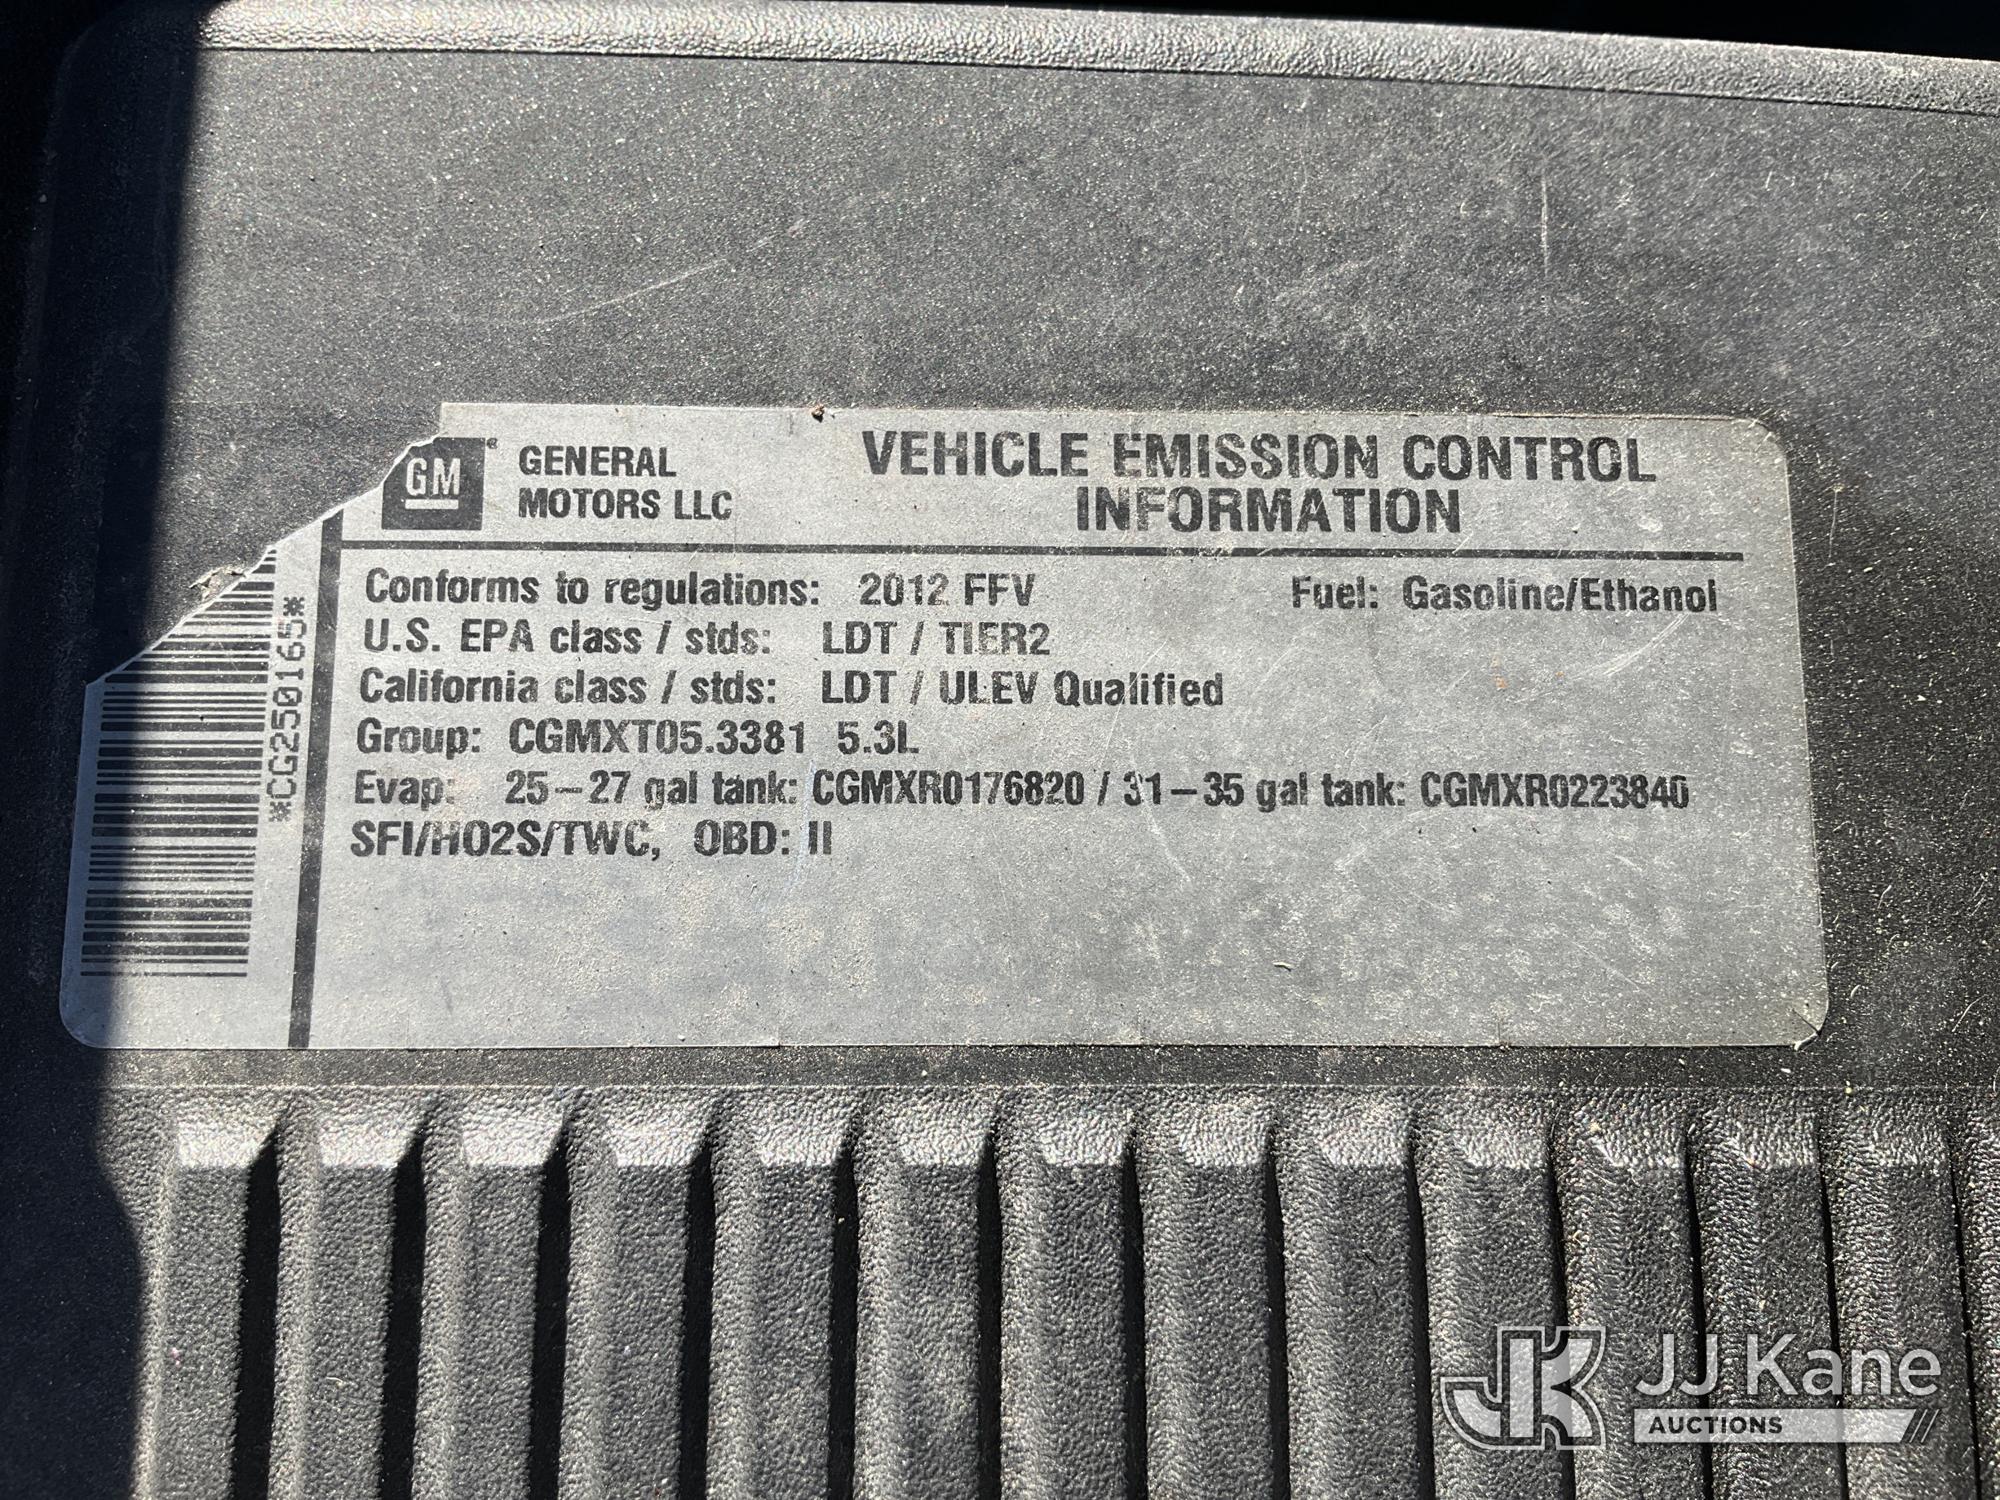 GM
GENERAL
MOTORS LLC
VEHICLE EMISSION CONTROL
INFORMATION
Conforms to regulations: 2012 FFV Fuel: Gasoline/Ethanol
U.S. EPA class / stds: LDT / TIER2
California class / stds: LDT / ULEV Qualified
Group: CGMXT05.3381 5.3L
Evap: 25-27 gal tank: CGMXR0176820 / 31-35 gal tank: CGMXR0223840
SFI/HO2S/TWC, OBD: II
*CG250165*
JK JJ Kane
AUCTIONS